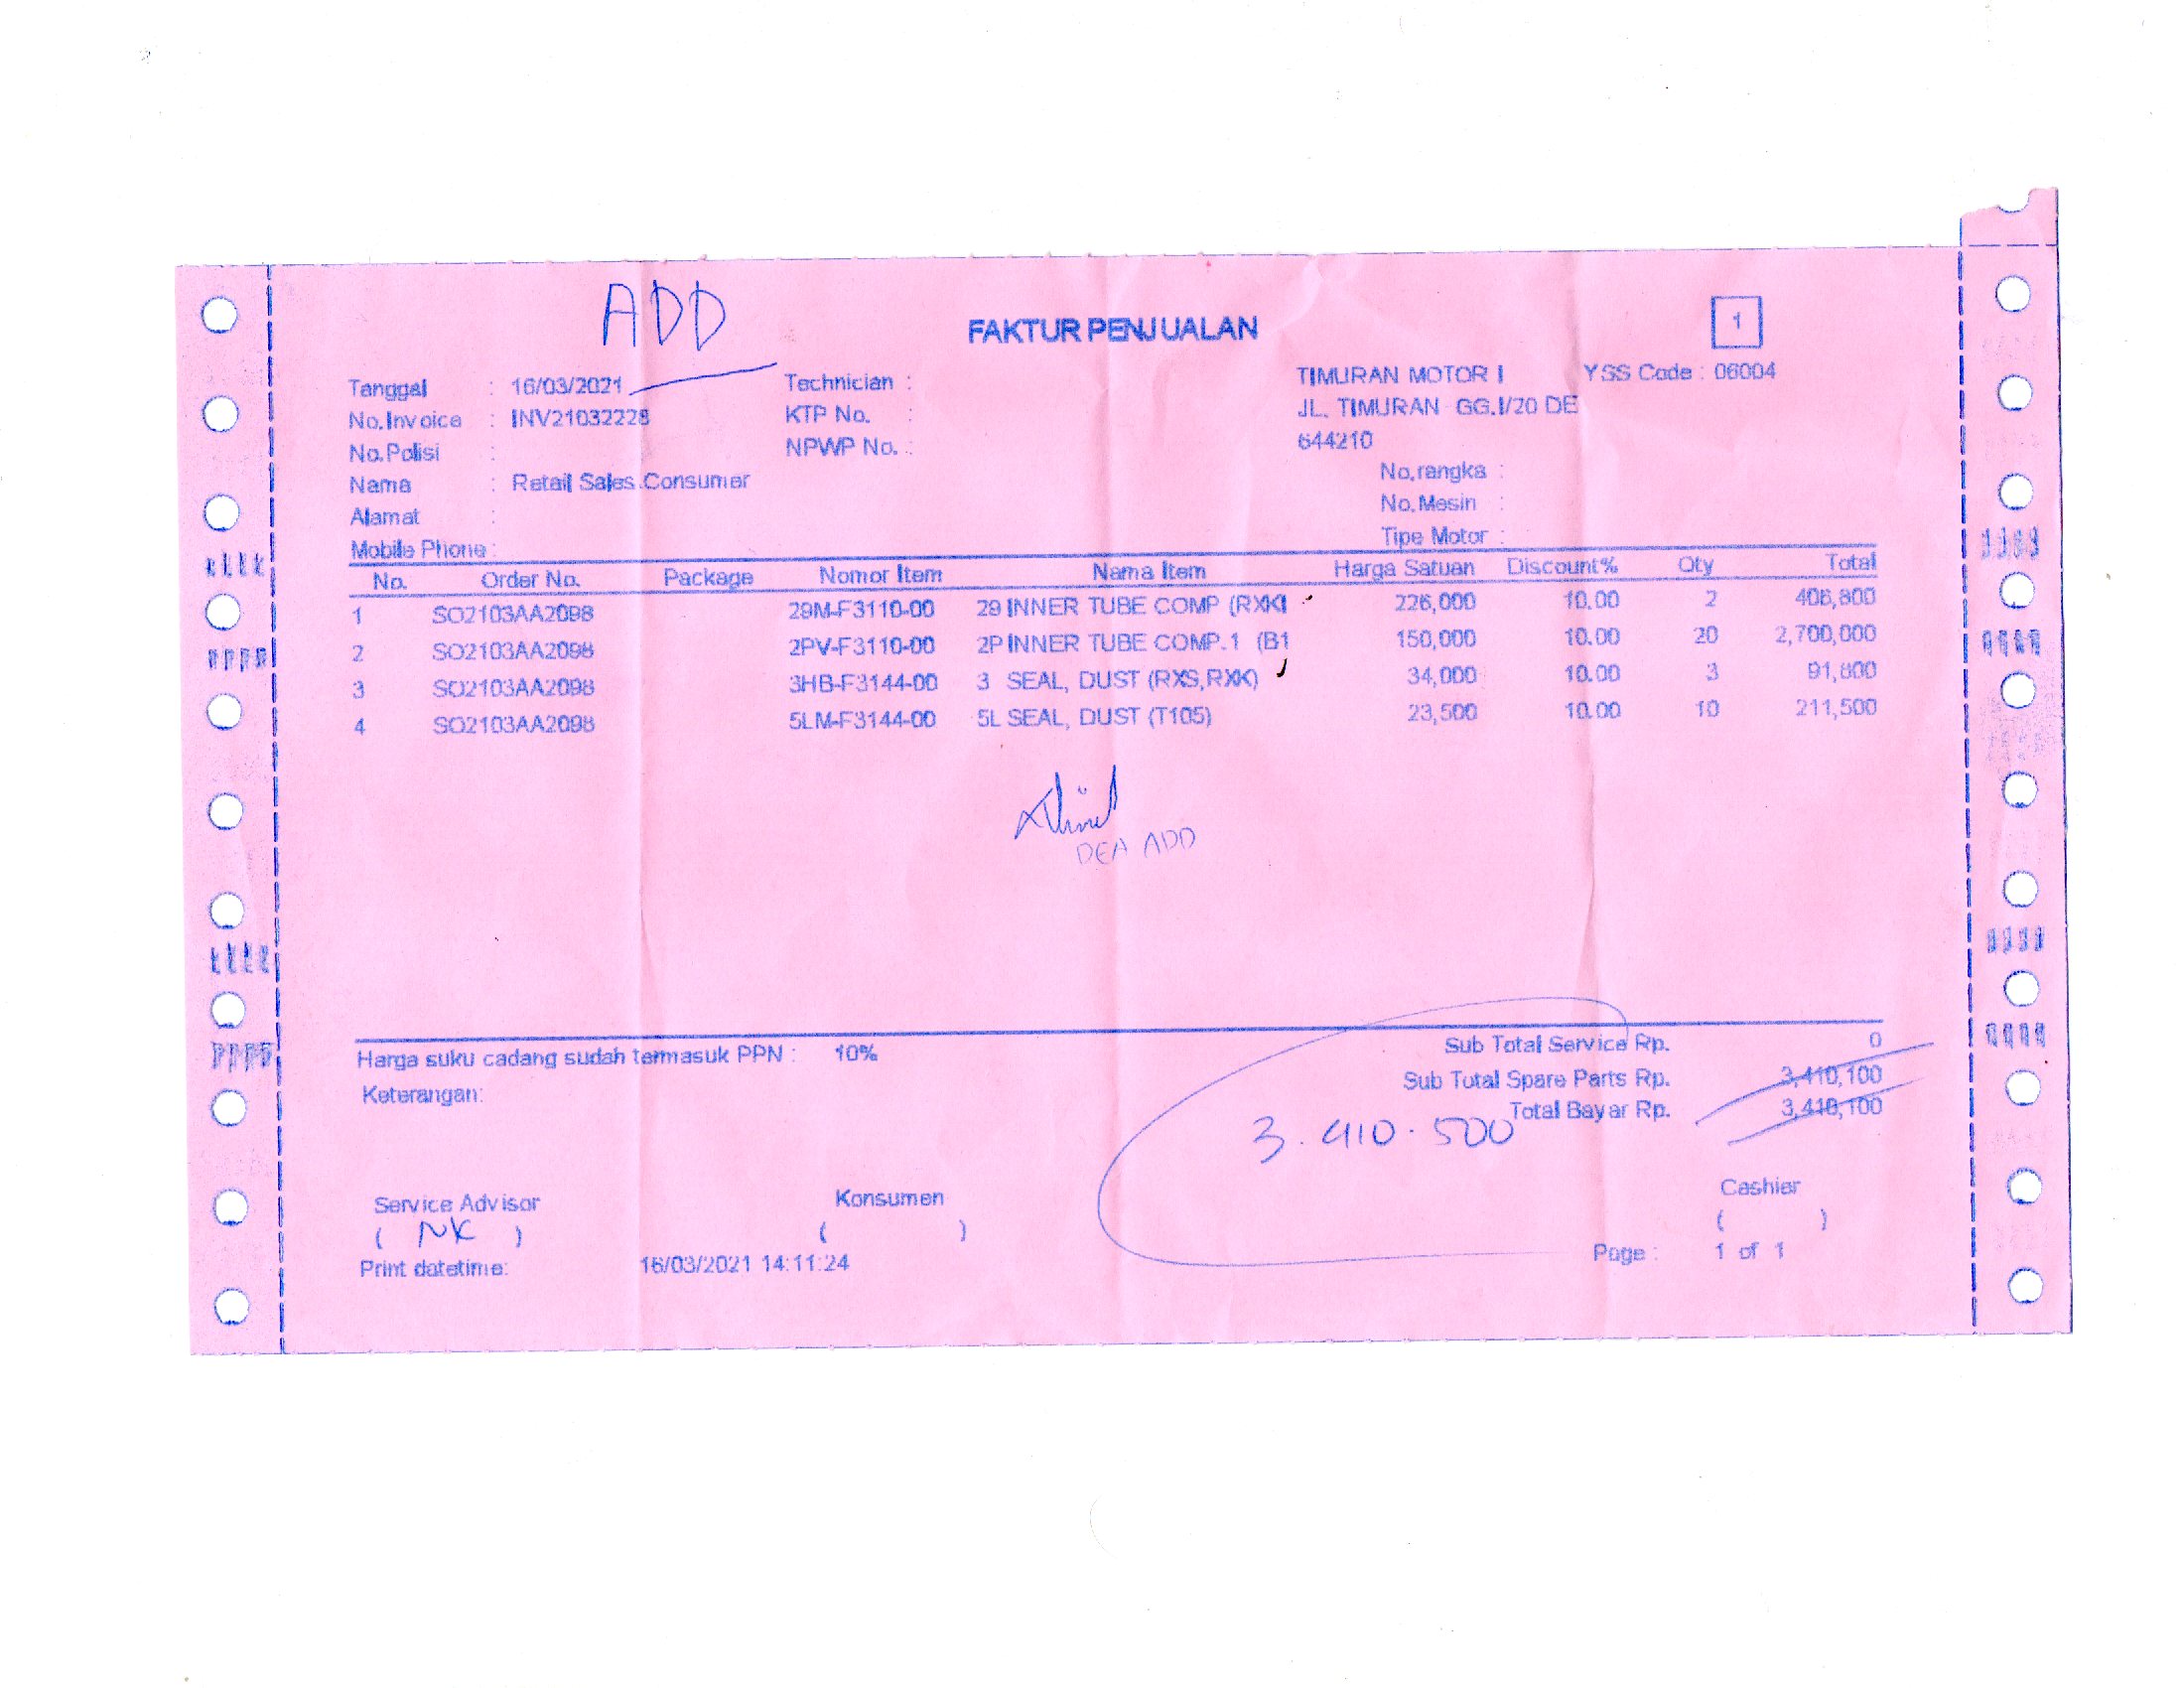 ADD
FAKTUR PENJUALAN
1
Tanggal : 16/03/2021
No.Invoice : INV21032228
No.Polisi :
Nama : Retail Sales Consumer
Alamat :
Mobile Phone :
Technician :
KTP No. :
NPWP No. :
TIMURAN MOTOR I YSS Code : 06004
JL. TIMURAN GG.I/20 DE
644210
No.rangka :
No.Mesin :
Tipe Motor :
No. Order No. Package Nomor Item Nama Item Harga Satuan Discount% Qty Total
1 SO2103AA2098 29M-F3110-00 29 INNER TUBE COMP (RXKI 226,000 10.00 2 406,800
2 SO2103AA2098 2PV-F3110-00 2P INNER TUBE COMP.1 (B1 150,000 10.00 20 2,700,000
3 SO2103AA2098 3HB-F3144-00 3 SEAL, DUST (RXS,RXK) 34,000 10.00 3 91,800
4 SO2103AA2098 5LM-F3144-00 5L SEAL, DUST (T105) 23,500 10.00 10 211,500
DEA ADD
Harga suku cadang sudah termasuk PPN : 10%
Keterangan:
Sub Total Service Rp. 0
Sub Total Spare Parts Rp. 3,410,100
Total Bayar Rp. 3,410,100
3.410.500
Service Advisor Konsumen Cashier
( NK ) ( ) ( )
Print datetime: 16/03/2021 14:11:24 Page : 1 of 1